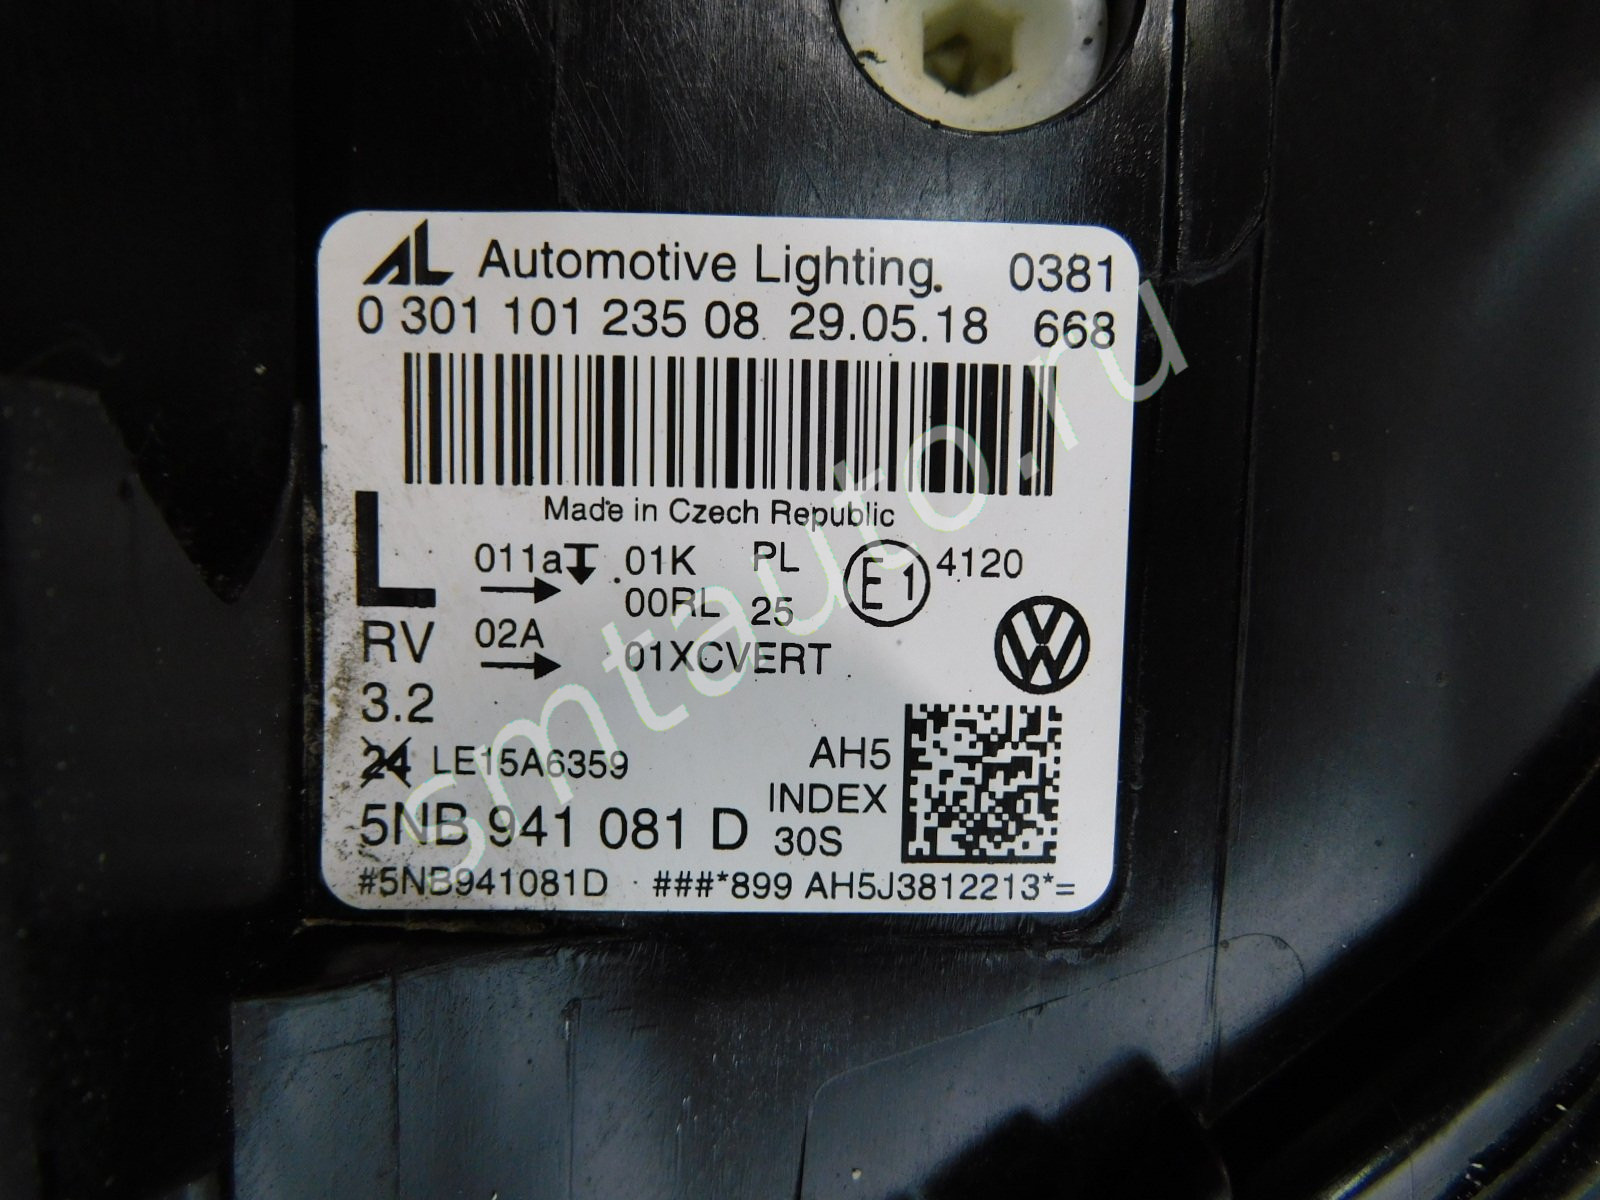 AL Automotive Lighting. 0381
0 301 101 235 08 29.05.18 668
Made in Czech Republic
L
011a 01K PL E1 4120
00RL 25
RV 02A 01XCVERT
3.2
24 LE15A6359 AH5
INDEX
5NB 941 081 D 30S
#5NB941081D ###*899 AH5J3812213*=
smtauto.ru